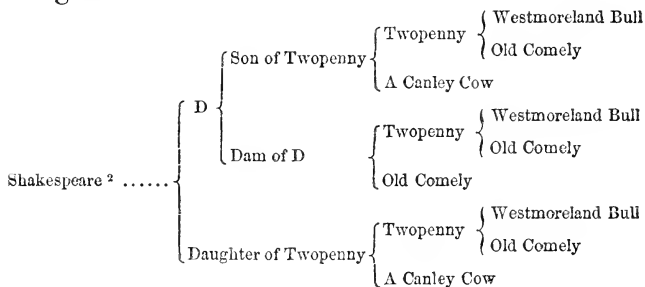 Westmoreland Bull
Twopenny
Old Comely
Son of Twopenny
A Canley Cow
D
Westmoreland Bull
Twopenny
Old Comely
Dam of D
Old Comely
Shakespeare 2 ......
Westmoreland Bull
Twopenny
Old Comely
Daughter of Twopenny
A Canley Cow